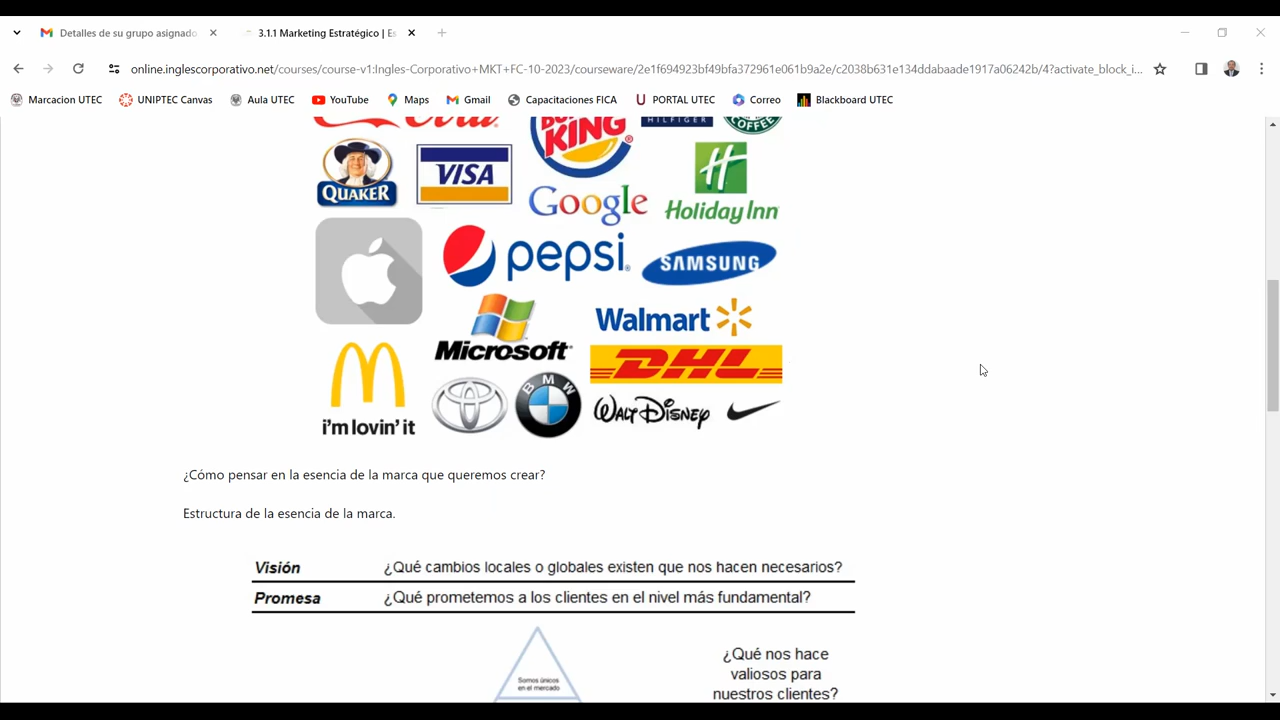 Detalles de su grupo asignado
3.1.1 Marketing Estratégico | Es
online.inglescorporativo.net/courses/course-v1:Ingles-Corporativo+MKT+FC-10-2023/courseware/2e1f694923bf49bfa372961e061b9a2e/c2038b631e134ddabaade1917a06242b/4?activate_block_i...
Marcacion UTEC
UNIPTEC Canvas
Aula UTEC
YouTube
Maps
Gmail
Capacitaciones FICA
PORTAL UTEC
Correo
Blackboard UTEC
KING
HILFIGER
COFFEE
QUAKER
VISA
Google
Holiday Inn
pepsi
SAMSUNG
Walmart
Microsoft
DHL
BMW
WALT DISNEY
i'm lovin' it
¿Cómo pensar en la esencia de la marca que queremos crear?
Estructura de la esencia de la marca.
Visión ¿Qué cambios locales o globales existen que nos hacen necesarios?
Promesa ¿Qué prometemos a los clientes en el nivel más fundamental?
Somos únicos
en el mercado
¿Qué nos hace
valiosos para
nuestros clientes?